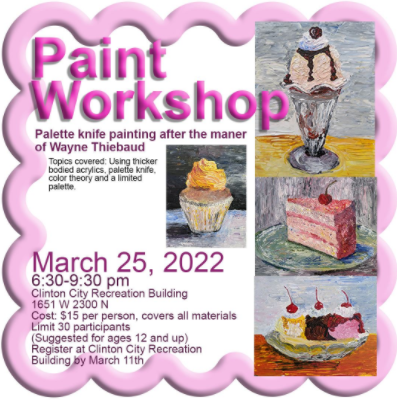 Paint
Workshop
Palette knife painting after the maner
of Wayne Thiebaud
Topics covered: Using thicker
bodied acrylics, palette knife,
color theory and a limited
palette.
March 25, 2022
6:30-9:30 pm
Clinton City Recreation Building
1651 W 2300 N
Cost: $15 per person, covers all materials
Limit 30 participants
(Suggested for ages 12 and up)
Register at Clinton City Recreation
Building by March 11th